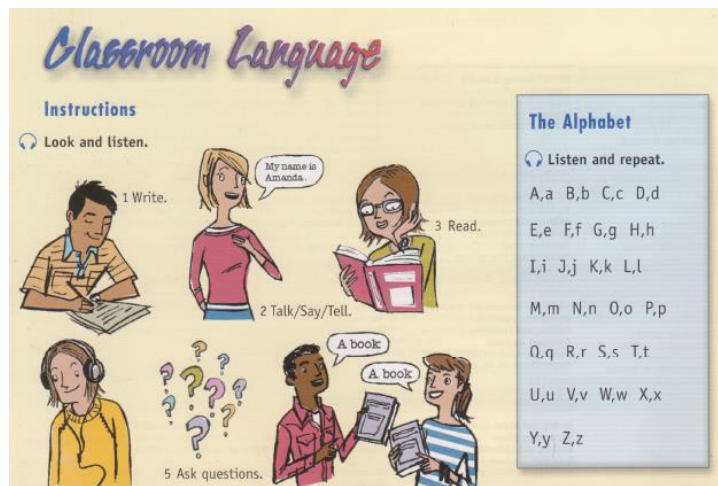 Classroom Language
Instructions
Look and listen.
1 Write.
My name is
Amanda.
2 Talk/Say/Tell.
3 Read.
5 Ask questions.
A book
A book
The Alphabet
Listen and repeat.
A,a B,b C,c D,d
E,e F,f G,g H,h
I,i J,j K,k L,l
M,m N,n O,o P,p
Q,q R,r S,s T,t
U,u V,v W,w X,x
Y,y Z,z